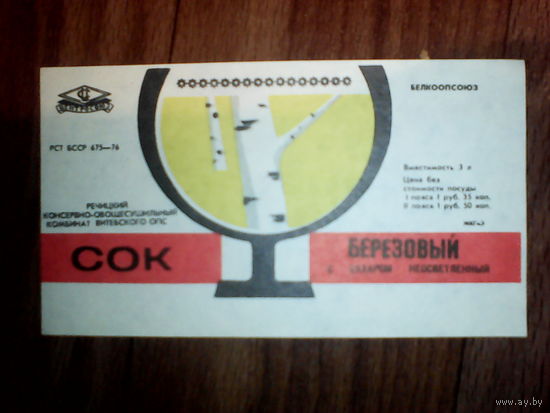 БЕЛКООПСОЮЗ
РСТ БССР 675—76
Вместимость 3 л
Цена без
стоимости посуды
I пояса 1 руб. 35 коп.
II пояса 1 руб. 50 коп.
РЕЧИЦКИЙ
КОНСЕРВНО-ОВОЩЕСУШИЛЬНЫЙ
КОМБИНАТ ВИТЕБСКОГО ОПС
СОК
БЕРЕЗОВЫЙ
С САХАРОМ НЕОСВЕТЛЕННЫЙ
www.ay.by